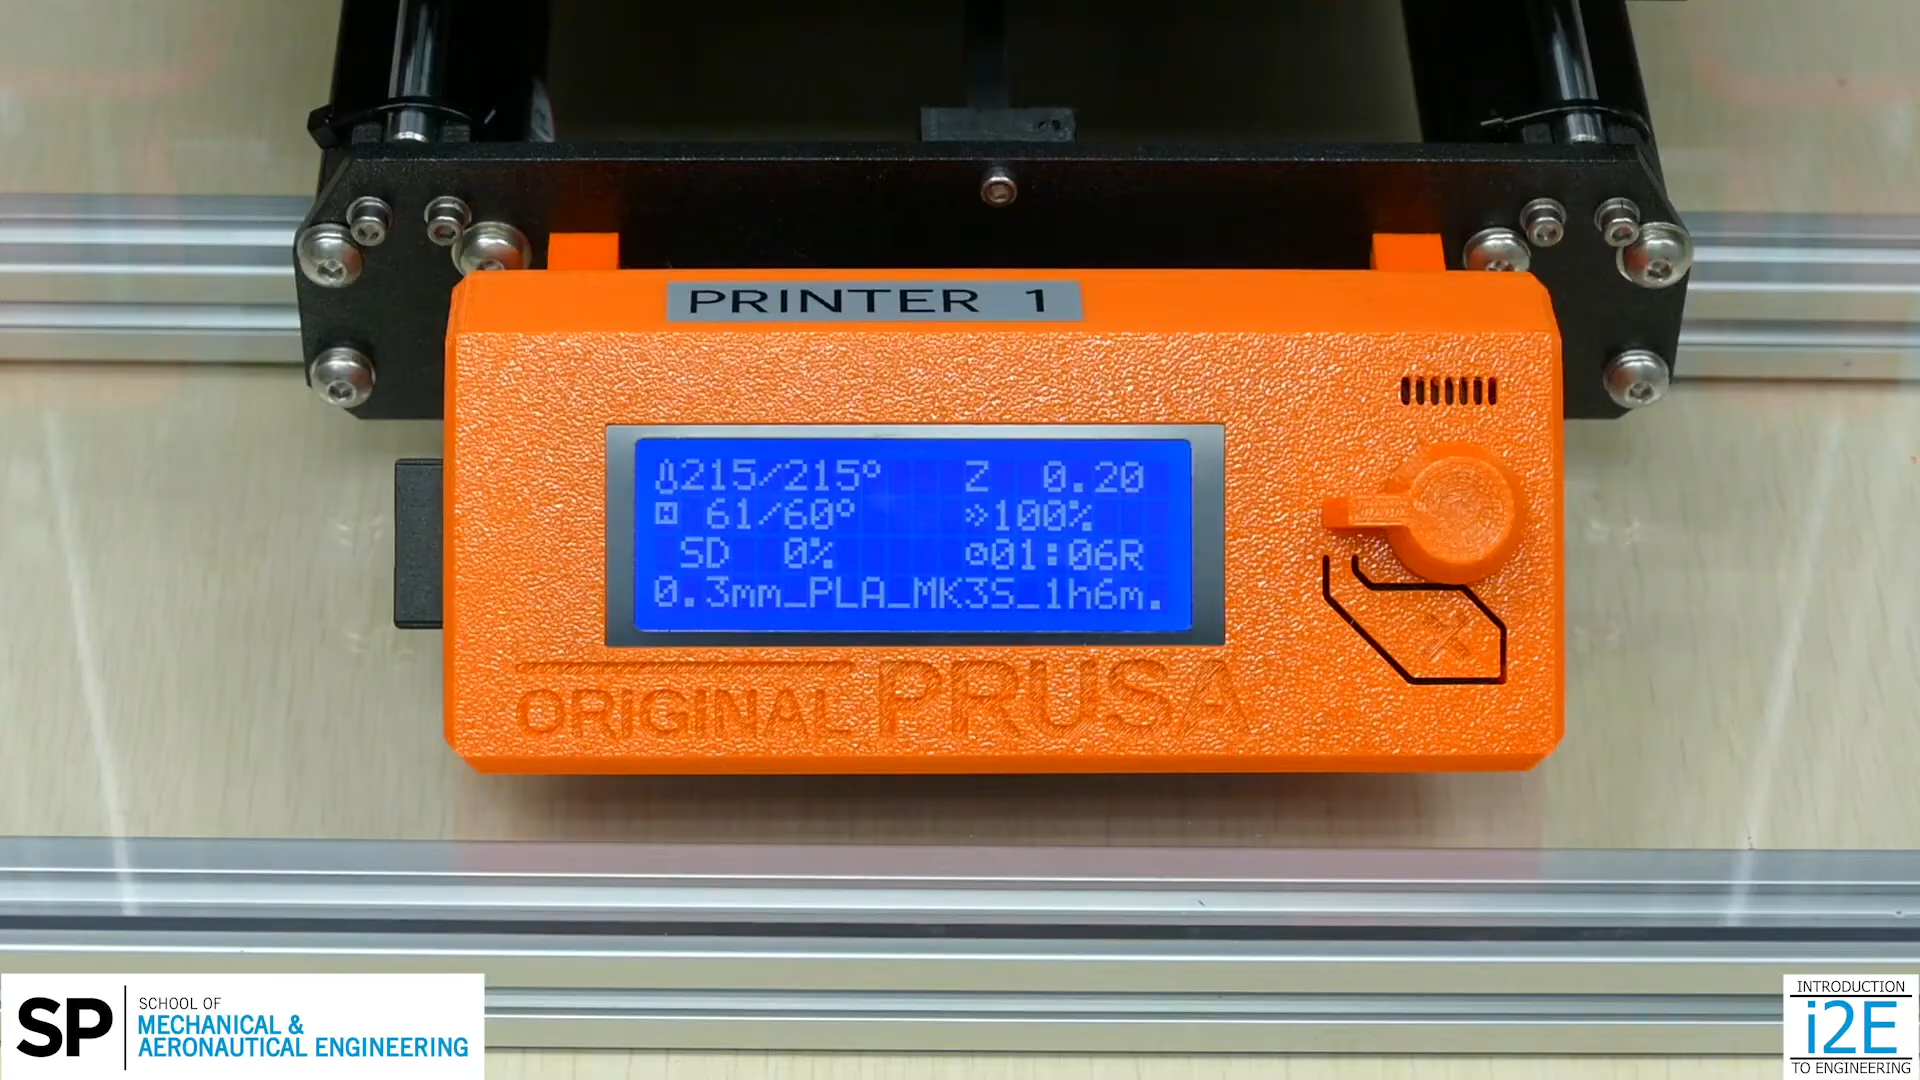 PRINTER 1
215/215° Z 0.20
61/60° »100%
SD 0% 01:06R
0.3mm_PLA_MK3S_1h6m.
ORIGINAL PRUSA
SP
SCHOOL OF
MECHANICAL &
AERONAUTICAL ENGINEERING
INTRODUCTION
i2E
TO ENGINEERING